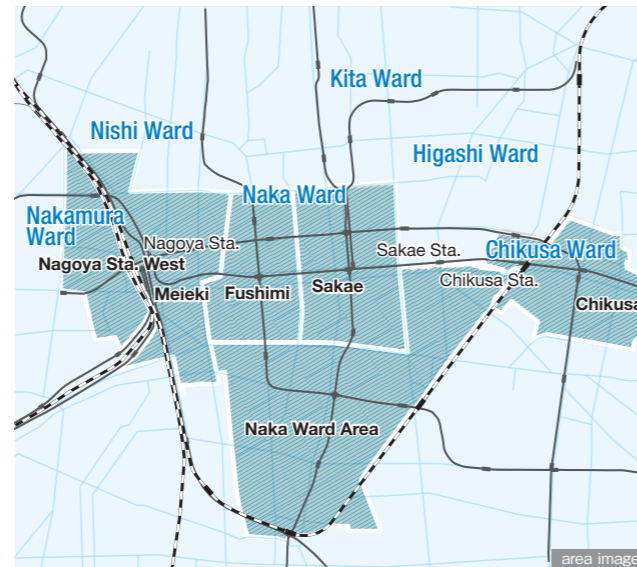 Kita Ward
Nishi Ward
Higashi Ward
Naka Ward
Nakamura
Ward
Nagoya Sta.
Sakae Sta.
Chikusa Ward
Nagoya Sta. West
Chikusa Sta.
Meieki
Fushimi
Sakae
Chikusa
Naka Ward Area
area image